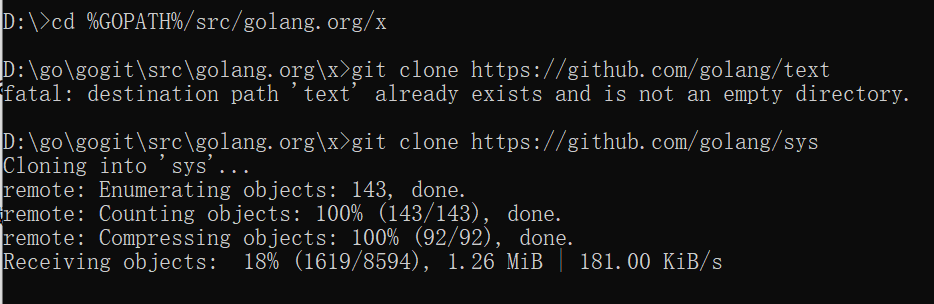 D:\>cd %GOPATH%/src/golang.org/x
D:\go\gogit\src\golang.org\x>git clone https://github.com/golang/text
fatal: destination path 'text' already exists and is not an empty directory.
D:\go\gogit\src\golang.org\x>git clone https://github.com/golang/sys
Cloning into 'sys'...
remote: Enumerating objects: 143, done.
remote: Counting objects: 100% (143/143), done.
remote: Compressing objects: 100% (92/92), done.
Receiving objects:  18% (1619/8594), 1.26 MiB | 181.00 KiB/s